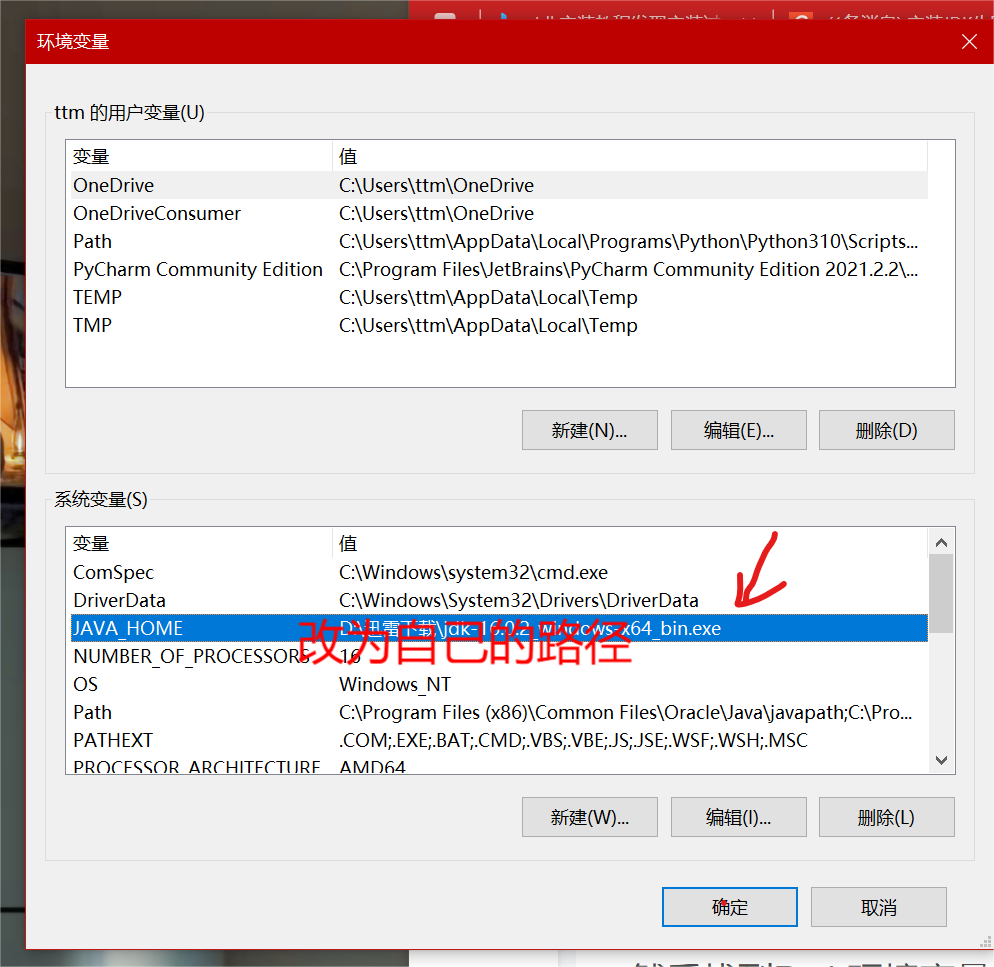 环境变量
ttm 的用户变量(U)
变量 值
OneDrive C:\Users\ttm\OneDrive
OneDriveConsumer C:\Users\ttm\OneDrive
Path C:\Users\ttm\AppData\Local\Programs\Python\Python310\Scripts...
PyCharm Community Edition C:\Program Files\JetBrains\PyCharm Community Edition 2021.2.2\...
TEMP C:\Users\ttm\AppData\Local\Temp
TMP C:\Users\ttm\AppData\Local\Temp
新建(N)... 编辑(E)... 删除(D)
系统变量(S)
变量 值
ComSpec C:\Windows\system32\cmd.exe
DriverData C:\Windows\System32\Drivers\DriverData
JAVA_HOME D:\迅雷下载\jdk-16.0.2_windows-x64_bin.exe
改为自己的路径
NUMBER_OF_PROCESSORS 16
OS Windows_NT
Path C:\Program Files (x86)\Common Files\Oracle\Java\javapath;C:\Pro...
PATHEXT .COM;.EXE;.BAT;.CMD;.VBS;.VBE;.JS;.JSE;.WSF;.WSH;.MSC
PROCESSOR_ARCHITECTURE AMD64
新建(W)... 编辑(I)... 删除(L)
确定 取消